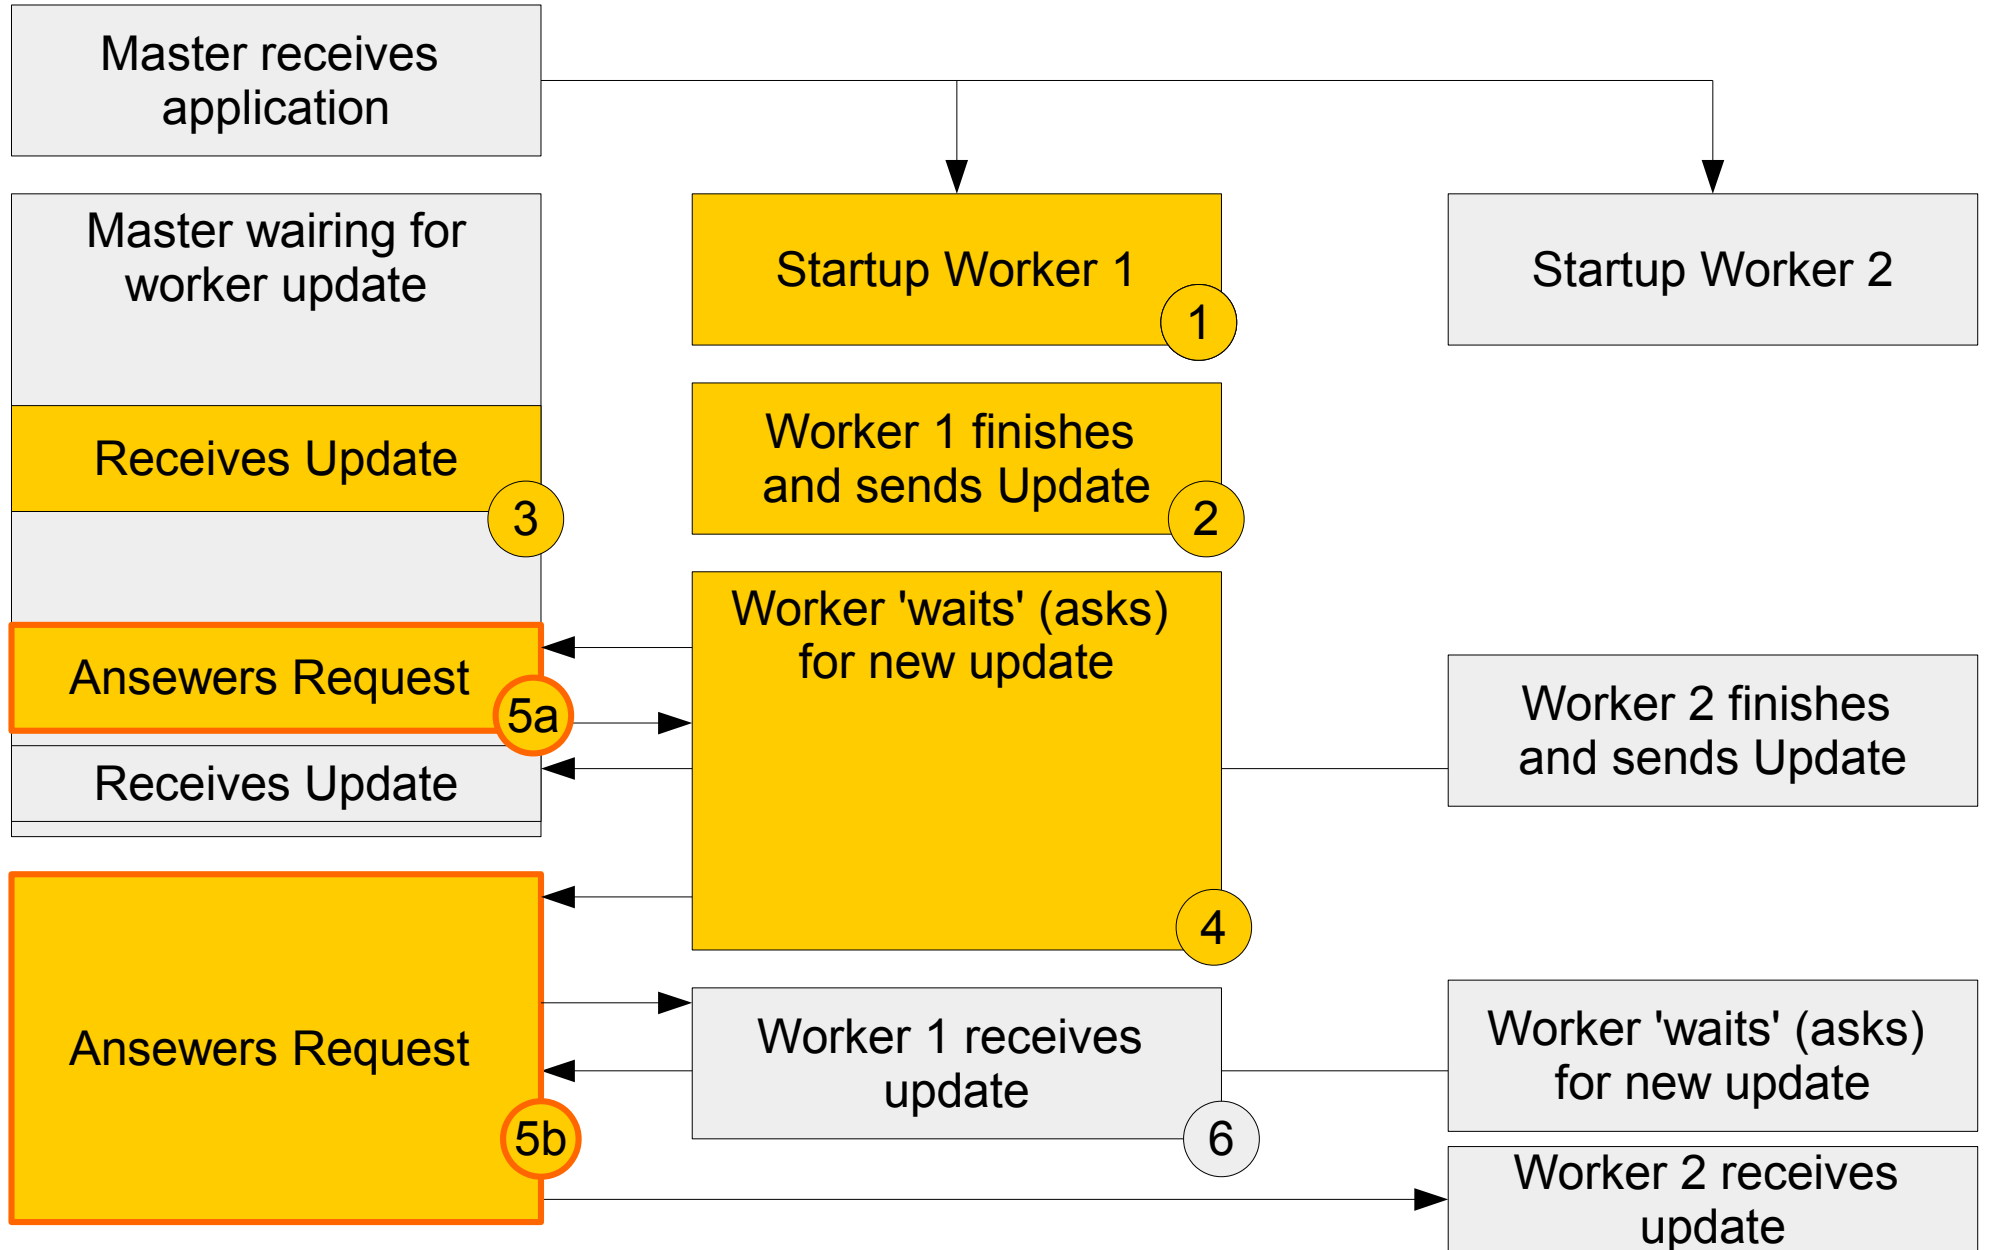 Master receives
application
Master wairing for
worker update
Startup Worker 1
1
Startup Worker 2
Receives Update
3
Worker 1 finishes
and sends Update
2
Worker 'waits' (asks)
for new update
4
Ansewers Request
5a
Worker 2 finishes
and sends Update
Receives Update
Ansewers Request
5b
Worker 1 receives
update
6
Worker 'waits' (asks)
for new update
Worker 2 receives
update